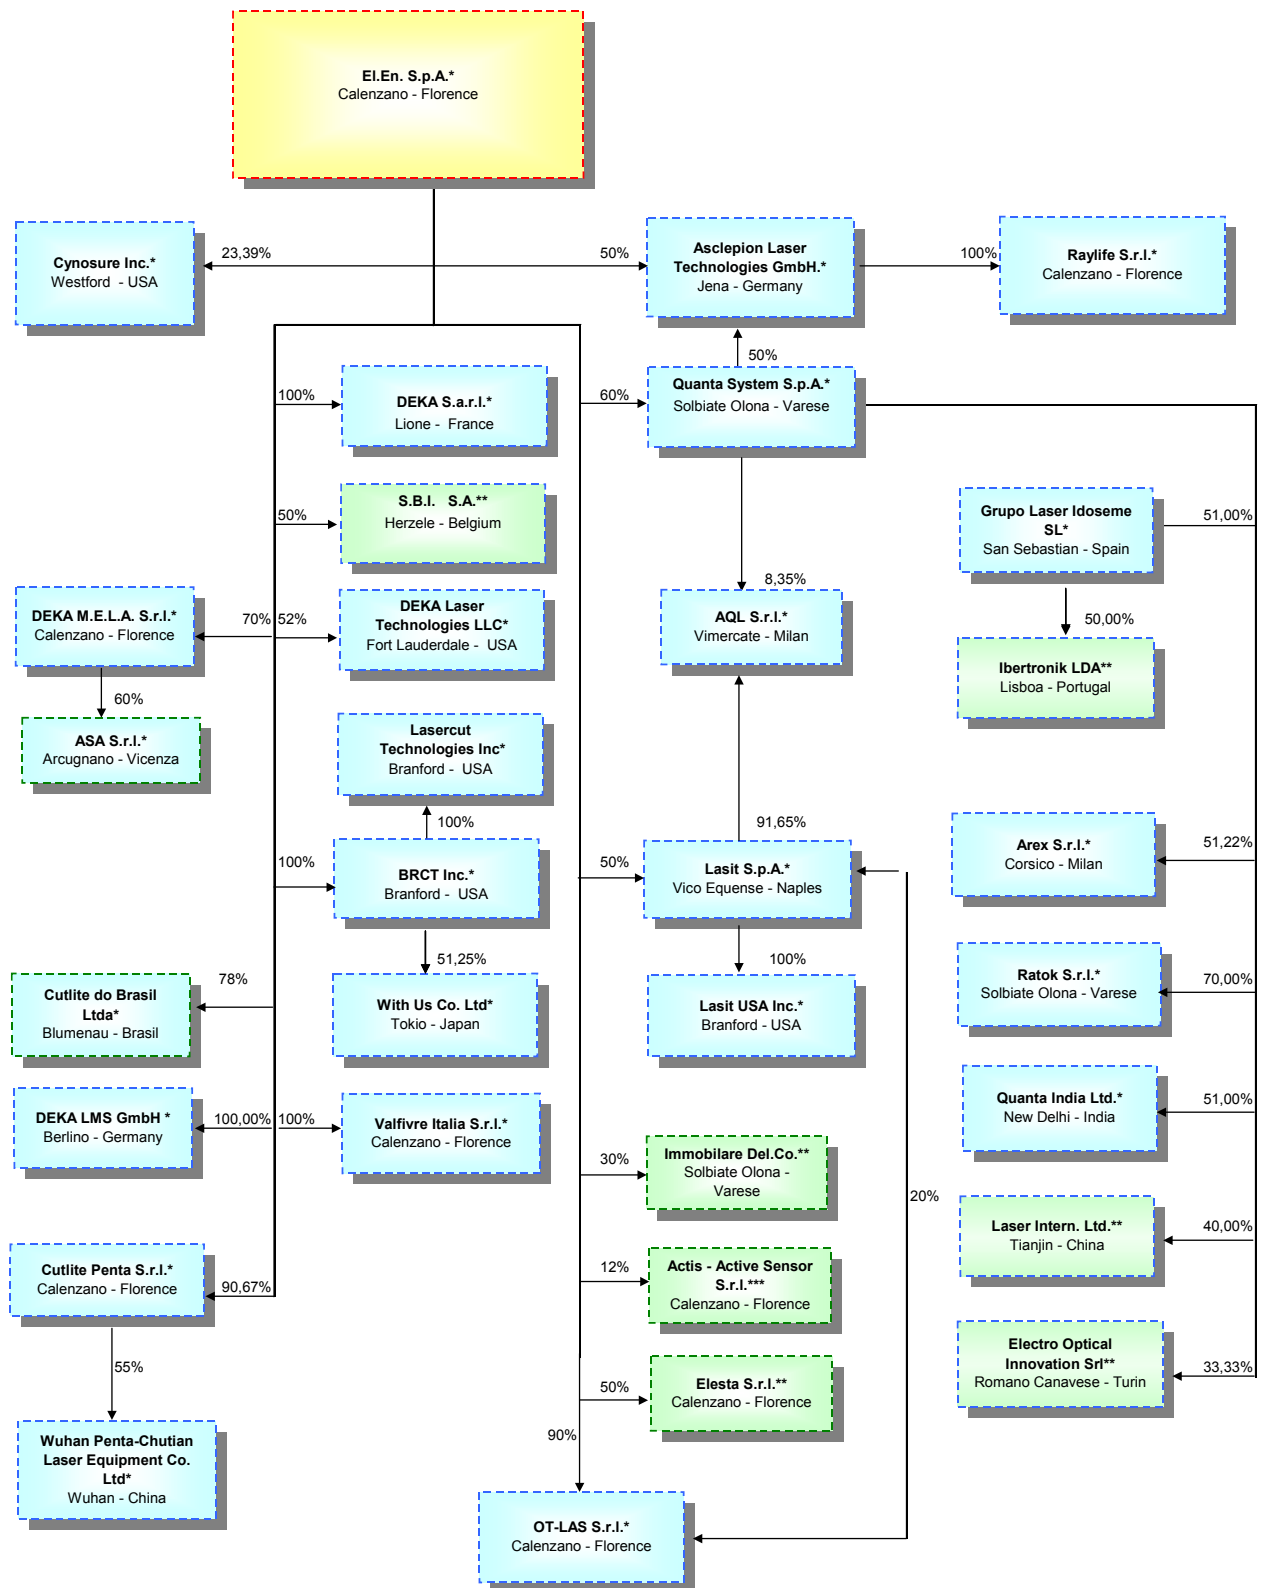 El.En. S.p.A.*
Calenzano - Florence
Cynosure Inc.*
Westford - USA
23,39%
50%
Asclepion Laser
Technologies GmbH.*
Jena - Germany
100%
Raylife S.r.l.*
Calenzano - Florence
50%
100%
DEKA S.a.r.l.*
Lione - France
60%
Quanta System S.p.A.*
Solbiate Olona - Varese
50%
S.B.I. S.A.**
Herzele - Belgium
Grupo Laser Idoseme
SL*
San Sebastian - Spain
51,00%
8,35%
DEKA M.E.L.A. S.r.l.*
Calenzano - Florence
70%
52%
DEKA Laser
Technologies LLC*
Fort Lauderdale - USA
AQL S.r.l.*
Vimercate - Milan
50,00%
Ibertronik LDA**
Lisboa - Portugal
60%
ASA S.r.l.*
Arcugnano - Vicenza
Lasercut
Technologies Inc*
Branford - USA
100%
91,65%
100%
BRCT Inc.*
Branford - USA
50%
Lasit S.p.A.*
Vico Equense - Naples
Arex S.r.l.*
Corsico - Milan
51,22%
51,25%
100%
78%
Cutlite do Brasil
Ltda*
Blumenau - Brasil
With Us Co. Ltd*
Tokio - Japan
Lasit USA Inc.*
Branford - USA
Ratok S.r.l.*
Solbiate Olona - Varese
70,00%
DEKA LMS GmbH *
Berlino - Germany
100,00%
100%
Valfivre Italia S.r.l.*
Calenzano - Florence
Quanta India Ltd.*
New Delhi - India
51,00%
30%
Immobilare Del.Co.**
Solbiate Olona -
Varese
20%
Laser Intern. Ltd.**
Tianjin - China
40,00%
Cutlite Penta S.r.l.*
Calenzano - Florence
90,67%
12%
Actis - Active Sensor
S.r.l.***
Calenzano - Florence
55%
50%
Elesta S.r.l.**
Calenzano - Florence
Electro Optical
Innovation Srl**
Romano Canavese - Turin
33,33%
90%
Wuhan Penta-Chutian
Laser Equipment Co.
Ltd*
Wuhan - China
OT-LAS S.r.l.*
Calenzano - Florence